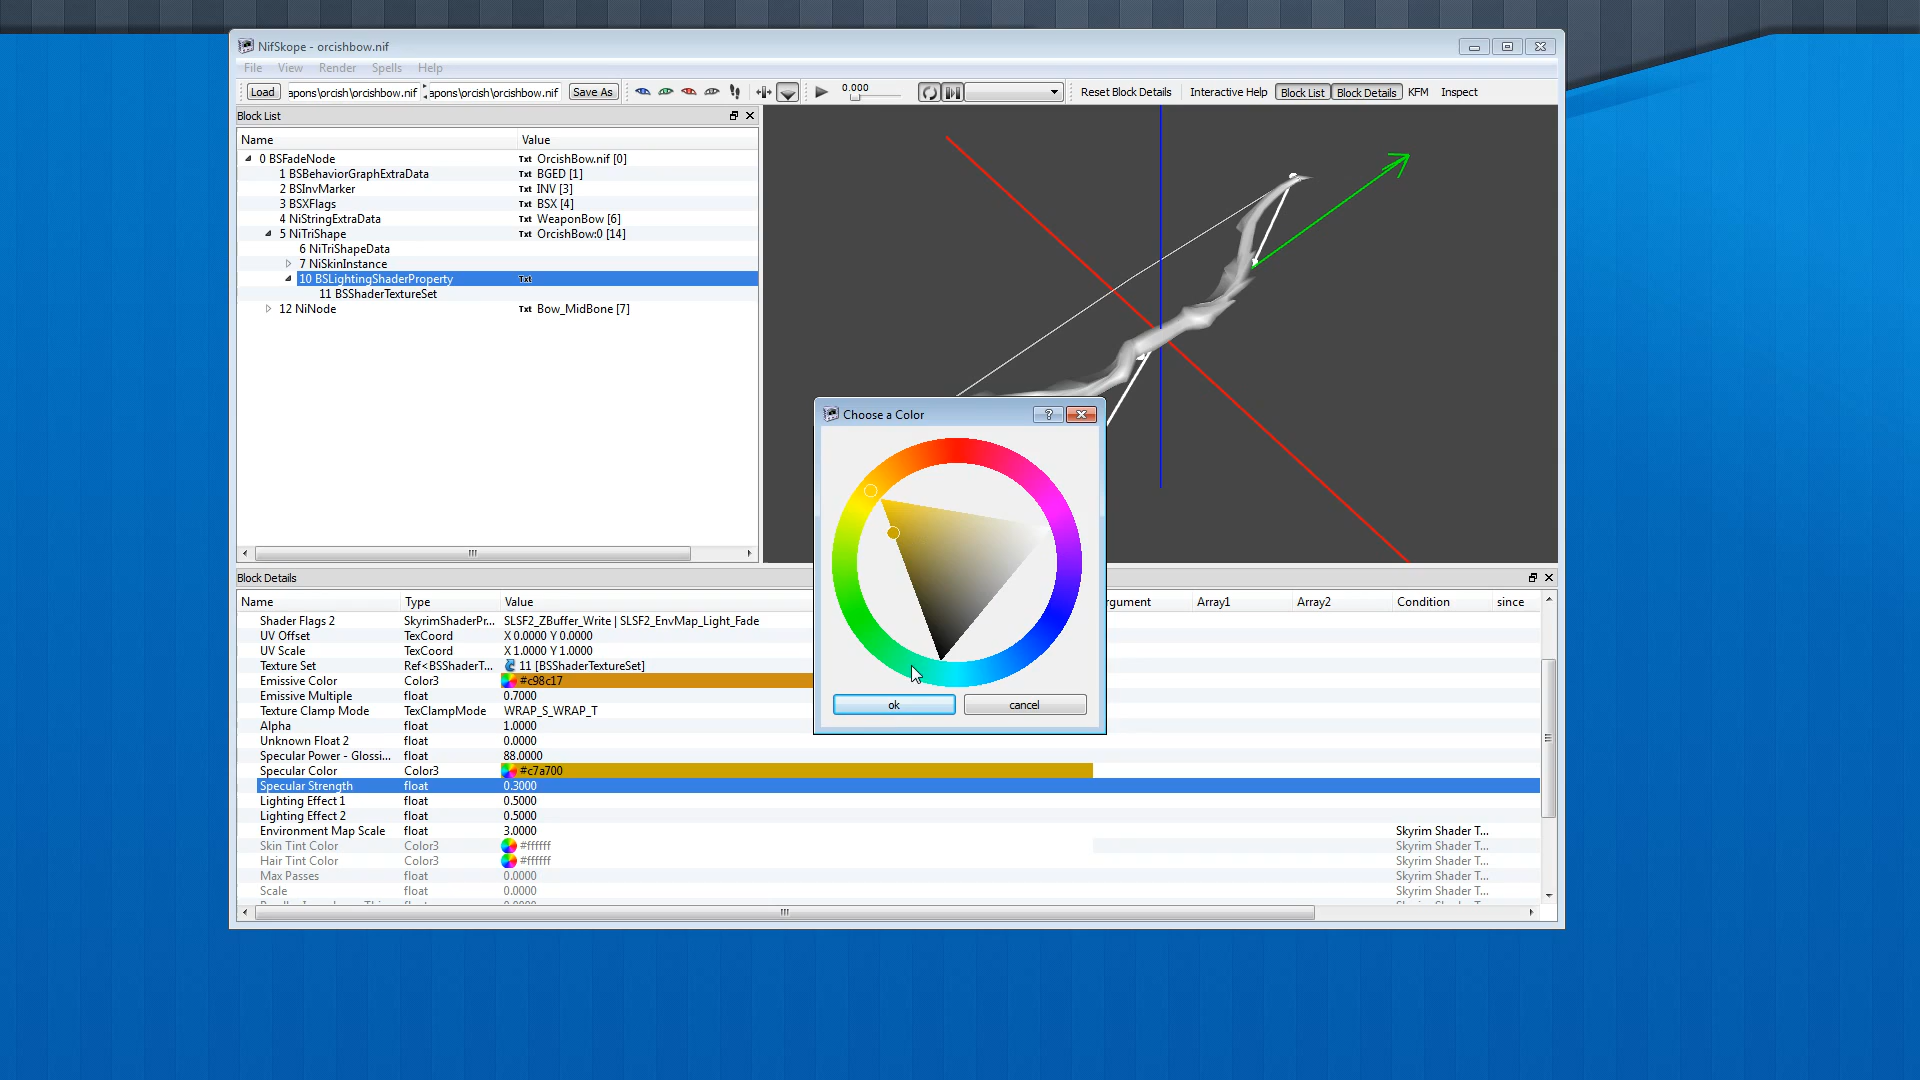 NifSkope - orcishbow.nif
File View Render Spells Help
Load apons\orcish\orcishbow.nif apons\orcish\orcishbow.nif Save As 0.000 Reset Block Details Interactive Help Block List Block Details KFM Inspect
Block List
Name Value
0 BSFadeNode Txt OrcishBow.nif [0]
1 BSBehaviorGraphExtraData Txt BGED [1]
2 BSInvMarker Txt INV [3]
3 BSXFlags Txt BSX [4]
4 NiStringExtraData Txt WeaponBow [6]
5 NiTriShape Txt OrcishBow:0 [14]
6 NiTriShapeData
7 NiSkinInstance
10 BSLightingShaderProperty Txt
11 BSShaderTextureSet
12 NiNode Txt Bow_MidBone [7]
Choose a Color
?
ok cancel
Block Details
Name Type Value rgument Array1 Array2 Condition since
Shader Flags 2 SkyrimShaderPr... SLSF2_ZBuffer_Write | SLSF2_EnvMap_Light_Fade
UV Offset TexCoord X 0.0000 Y 0.0000
UV Scale TexCoord X 1.0000 Y 1.0000
Texture Set Ref<BSShaderT... 11 [BSShaderTextureSet]
Emissive Color Color3 #c98c17
Emissive Multiple float 0.7000
Texture Clamp Mode TexClampMode WRAP_S_WRAP_T
Alpha float 1.0000
Unknown Float 2 float 0.0000
Specular Power - Glossi... float 88.0000
Specular Color Color3 #c7a700
Specular Strength float 0.3000
Lighting Effect 1 float 0.5000
Lighting Effect 2 float 0.5000
Environment Map Scale float 3.0000 Skyrim Shader T...
Skin Tint Color Color3 #ffffff Skyrim Shader T...
Hair Tint Color Color3 #ffffff Skyrim Shader T...
Max Passes float 0.0000 Skyrim Shader T...
Scale float 0.0000 Skyrim Shader T...